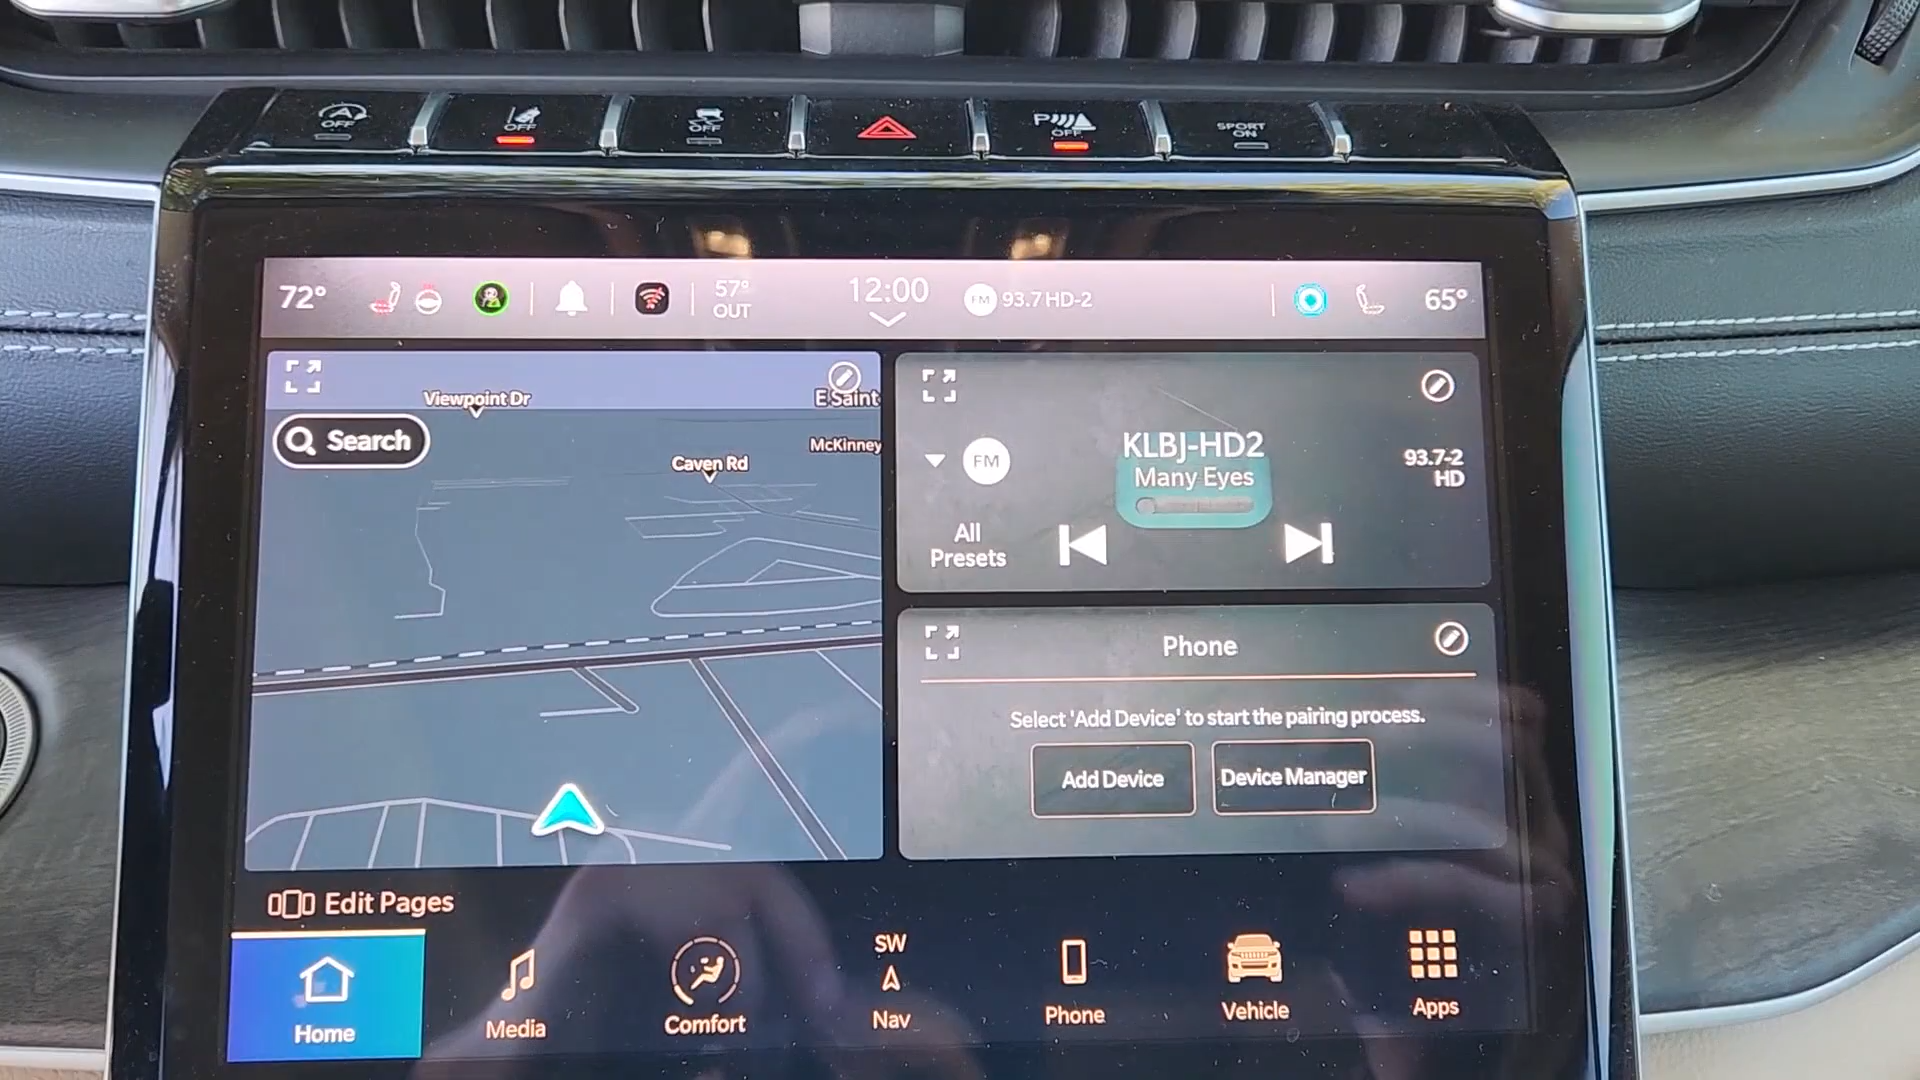 OFF
OFF
OFF
P OFF
SPORT
ON
72°
57°
OUT
12:00
FM 93.7 HD-2
65°
Viewpoint Dr
E Saint
Search
McKinney
Caven Rd
FM
KLBJ-HD2
Many Eyes
93.7-2
HD
All
Presets
Phone
Select 'Add Device' to start the pairing process.
Add Device
Device Manager
Edit Pages
Home
Media
Comfort
SW
Nav
Phone
Vehicle
Apps